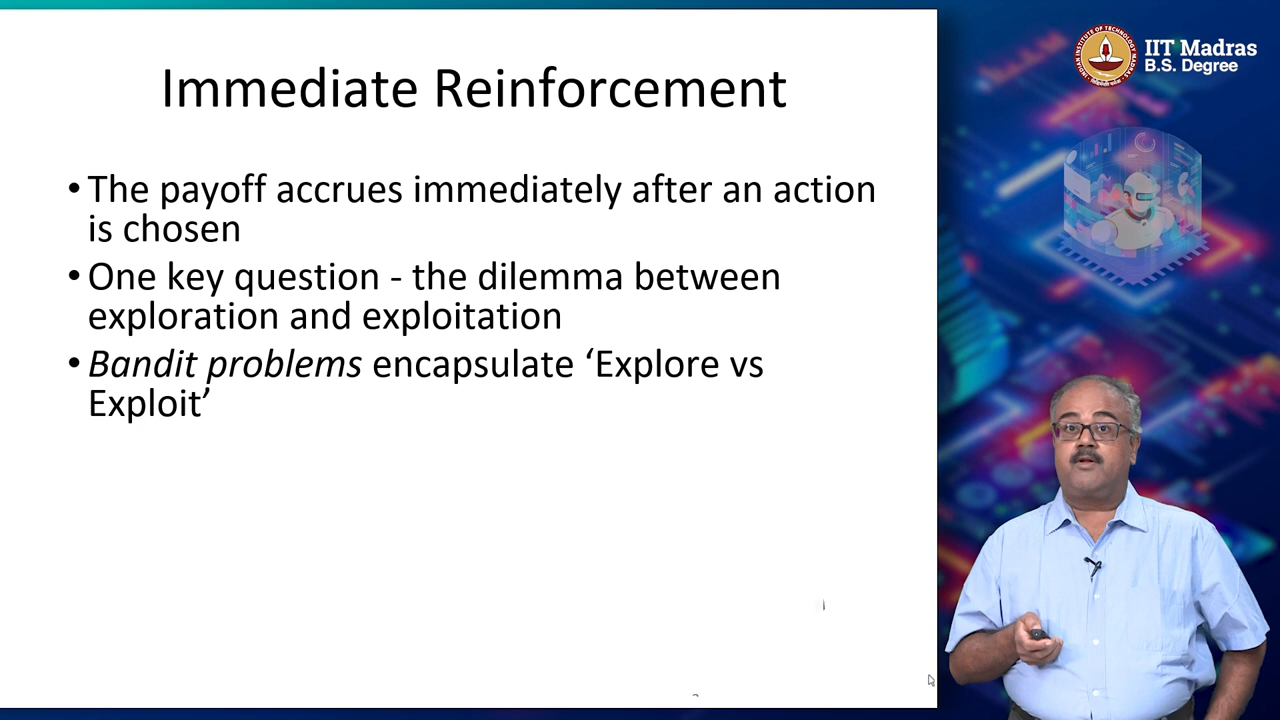 Immediate Reinforcement
• The payoff accrues immediately after an action
is chosen
• One key question - the dilemma between
exploration and exploitation
• Bandit problems encapsulate ‘Explore vs
Exploit’
IIT Madras
B.S. Degree